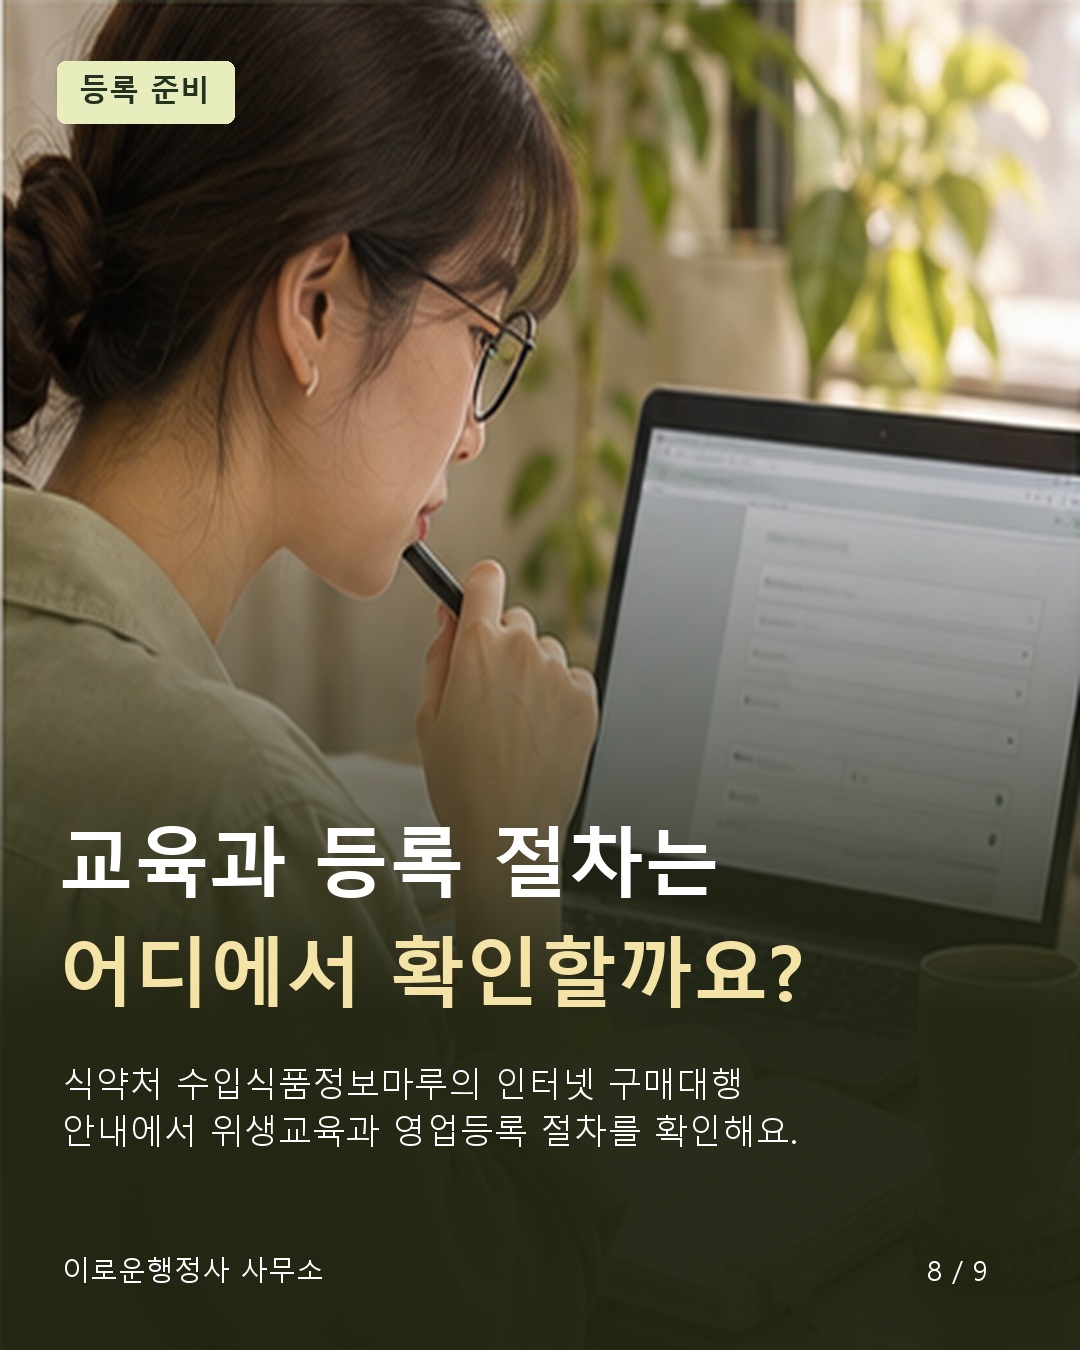 등록 준비
교육과 등록 절차는
어디에서 확인할까요?
식약처 수입식품정보마루의 인터넷 구매대행
안내에서 위생교육과 영업등록 절차를 확인해요.
이로운행정사 사무소
8 / 9